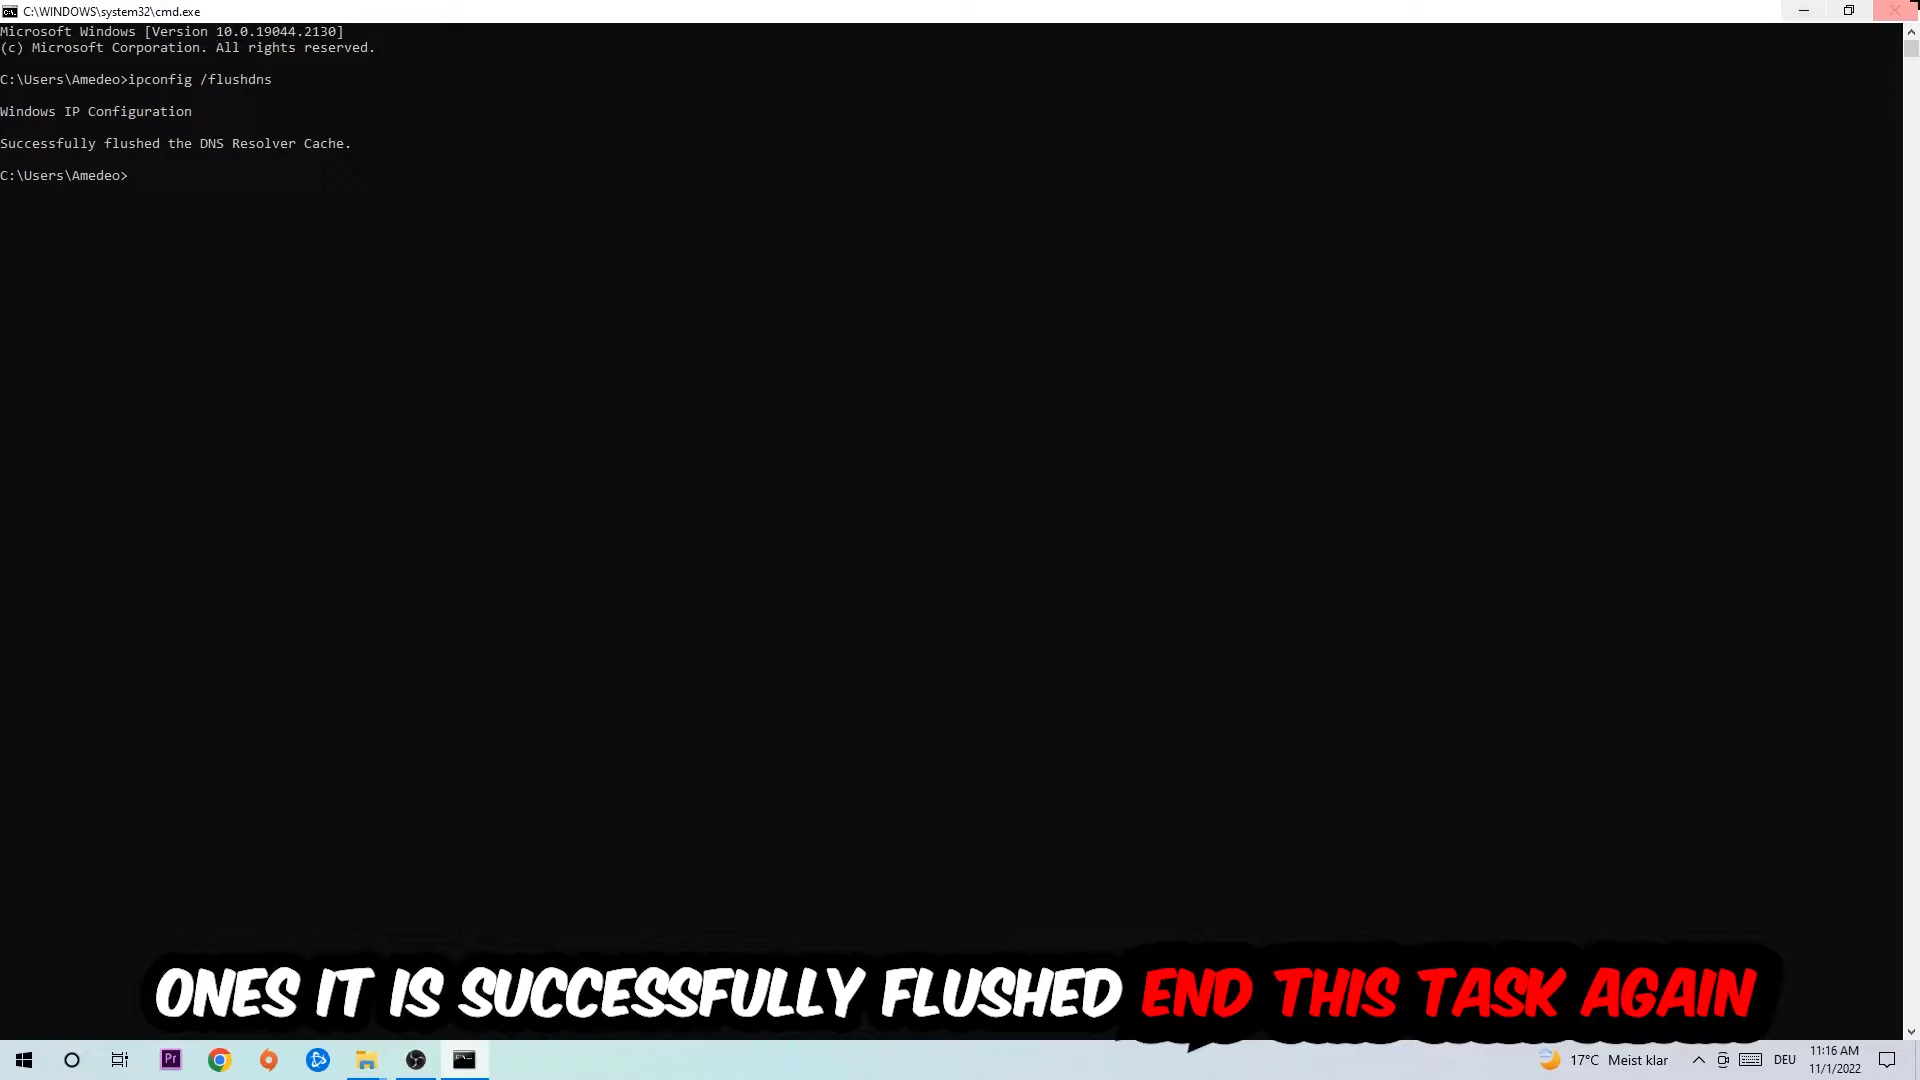 C:\WINDOWS\system32\cmd.exe
Microsoft Windows [Version 10.0.19044.2130]
(c) Microsoft Corporation. All rights reserved.
C:\Users\Amedeo>ipconfig /flushdns
Windows IP Configuration
Successfully flushed the DNS Resolver Cache.
C:\Users\Amedeo>
ONES IT IS SUCCESSFULLY FLUSHED END THIS TASK AGAIN
Pr
17°C Meist klar
DEU
11:16 AM
11/1/2022